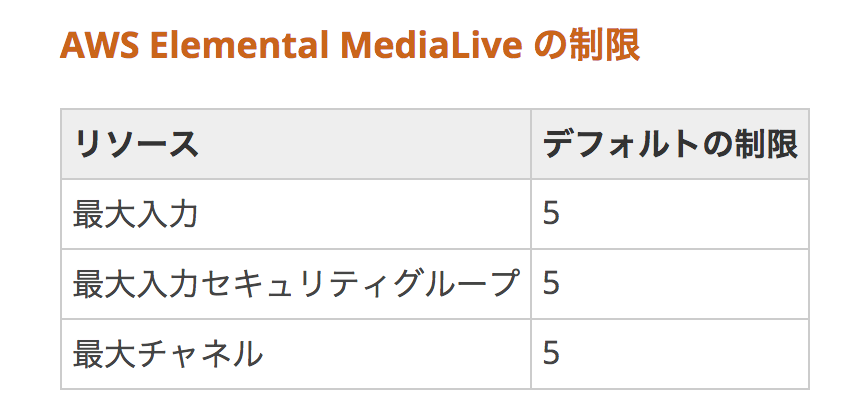 AWS Elemental MediaLive の制限
リソース デフォルトの制限
最大入力 5
最大入力セキュリティグループ 5
最大チャネル 5